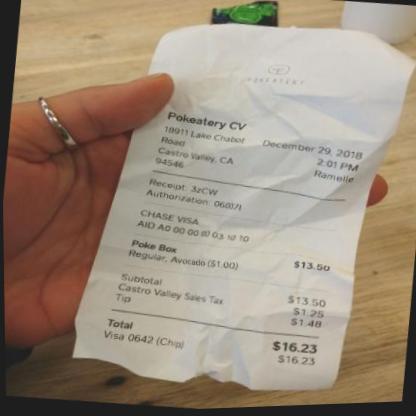 POKEATERY
Pokeatery CV
18911 Lake Chabot
Road
Castro Valley, CA
94546
December 29, 2018
2:01 PM
Ramelle
Receipt: 3zCW
Authorization:
CHASE VISA
AID A0 00 00 00 03 10 10
Poke Box $13.50
Regular, Avocado ($1.00)
Subtotal $13.50
Castro Valley Sales Tax $1.25
Tip $1.48
Total $16.23
Visa 0642 (Chip) $16.23